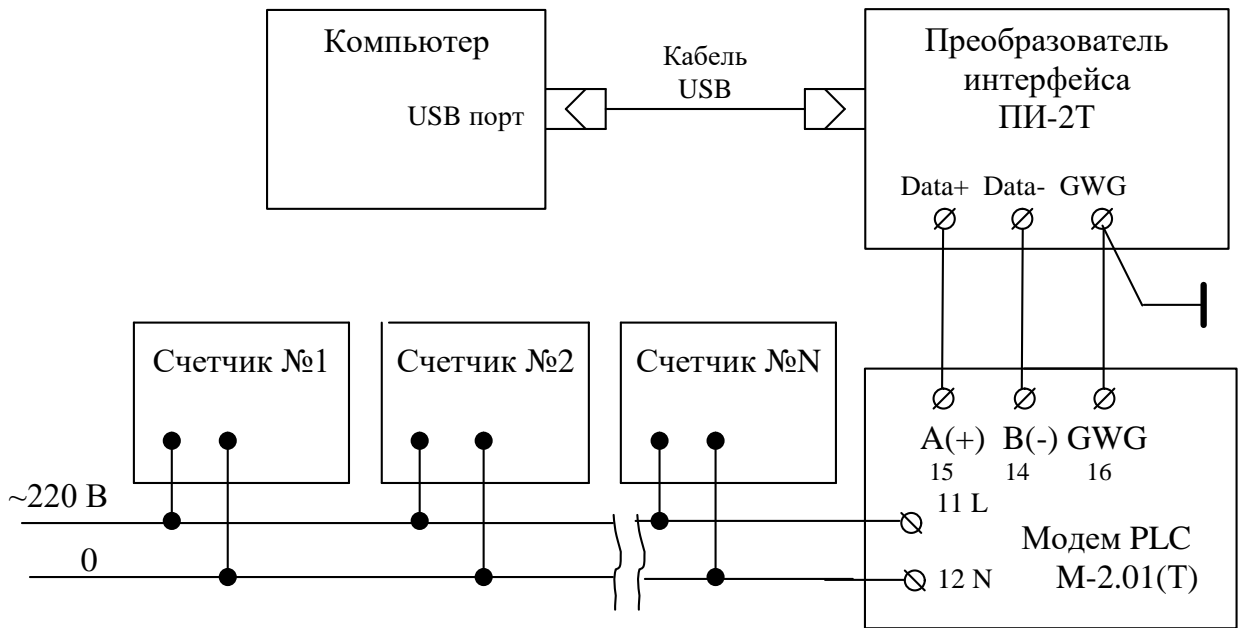 Компьютер
USB порт
Кабель
USB
Преобразователь
интерфейса
ПИ-2Т
Data+ Data- GWG
Счетчик №1
Счетчик №2
Счетчик №N
~220 В
0
A(+) B(-) GWG
15 14 16
11 L
12 N
Модем PLC
М-2.01(Т)